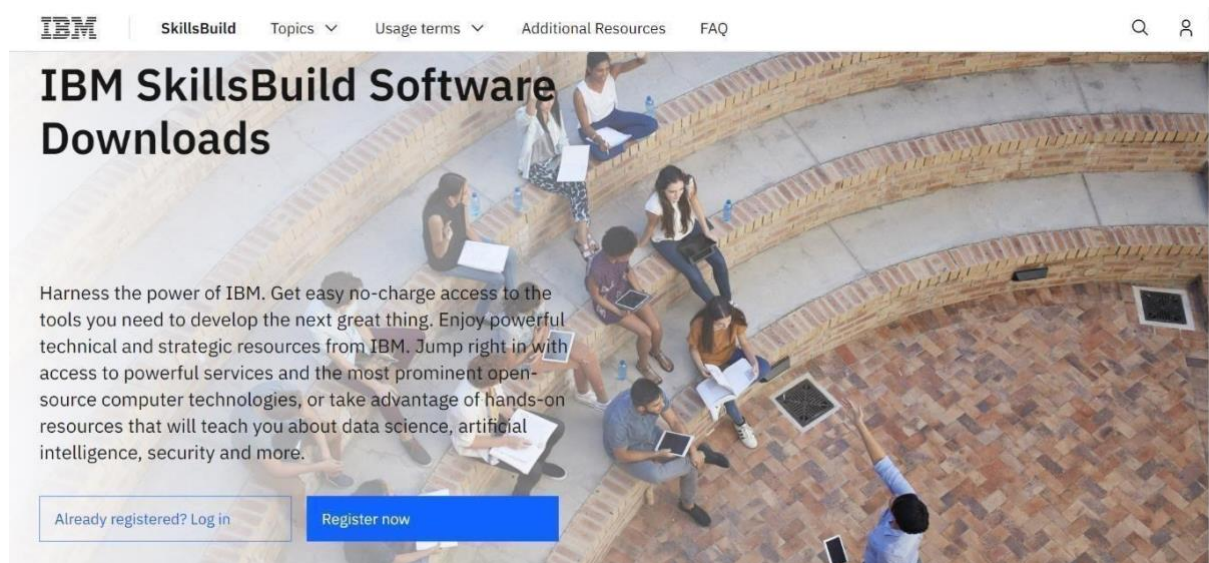 IBM SkillsBuild Topics Usage terms Additional Resources FAQ
IBM SkillsBuild Software
Downloads
Harness the power of IBM. Get easy no-charge access to the
tools you need to develop the next great thing. Enjoy powerful
technical and strategic resources from IBM. Jump right in with
access to powerful services and the most prominent open-
source computer technologies, or take advantage of hands-on
resources that will teach you about data science, artificial
intelligence, security and more.
Already registered? Log in Register now